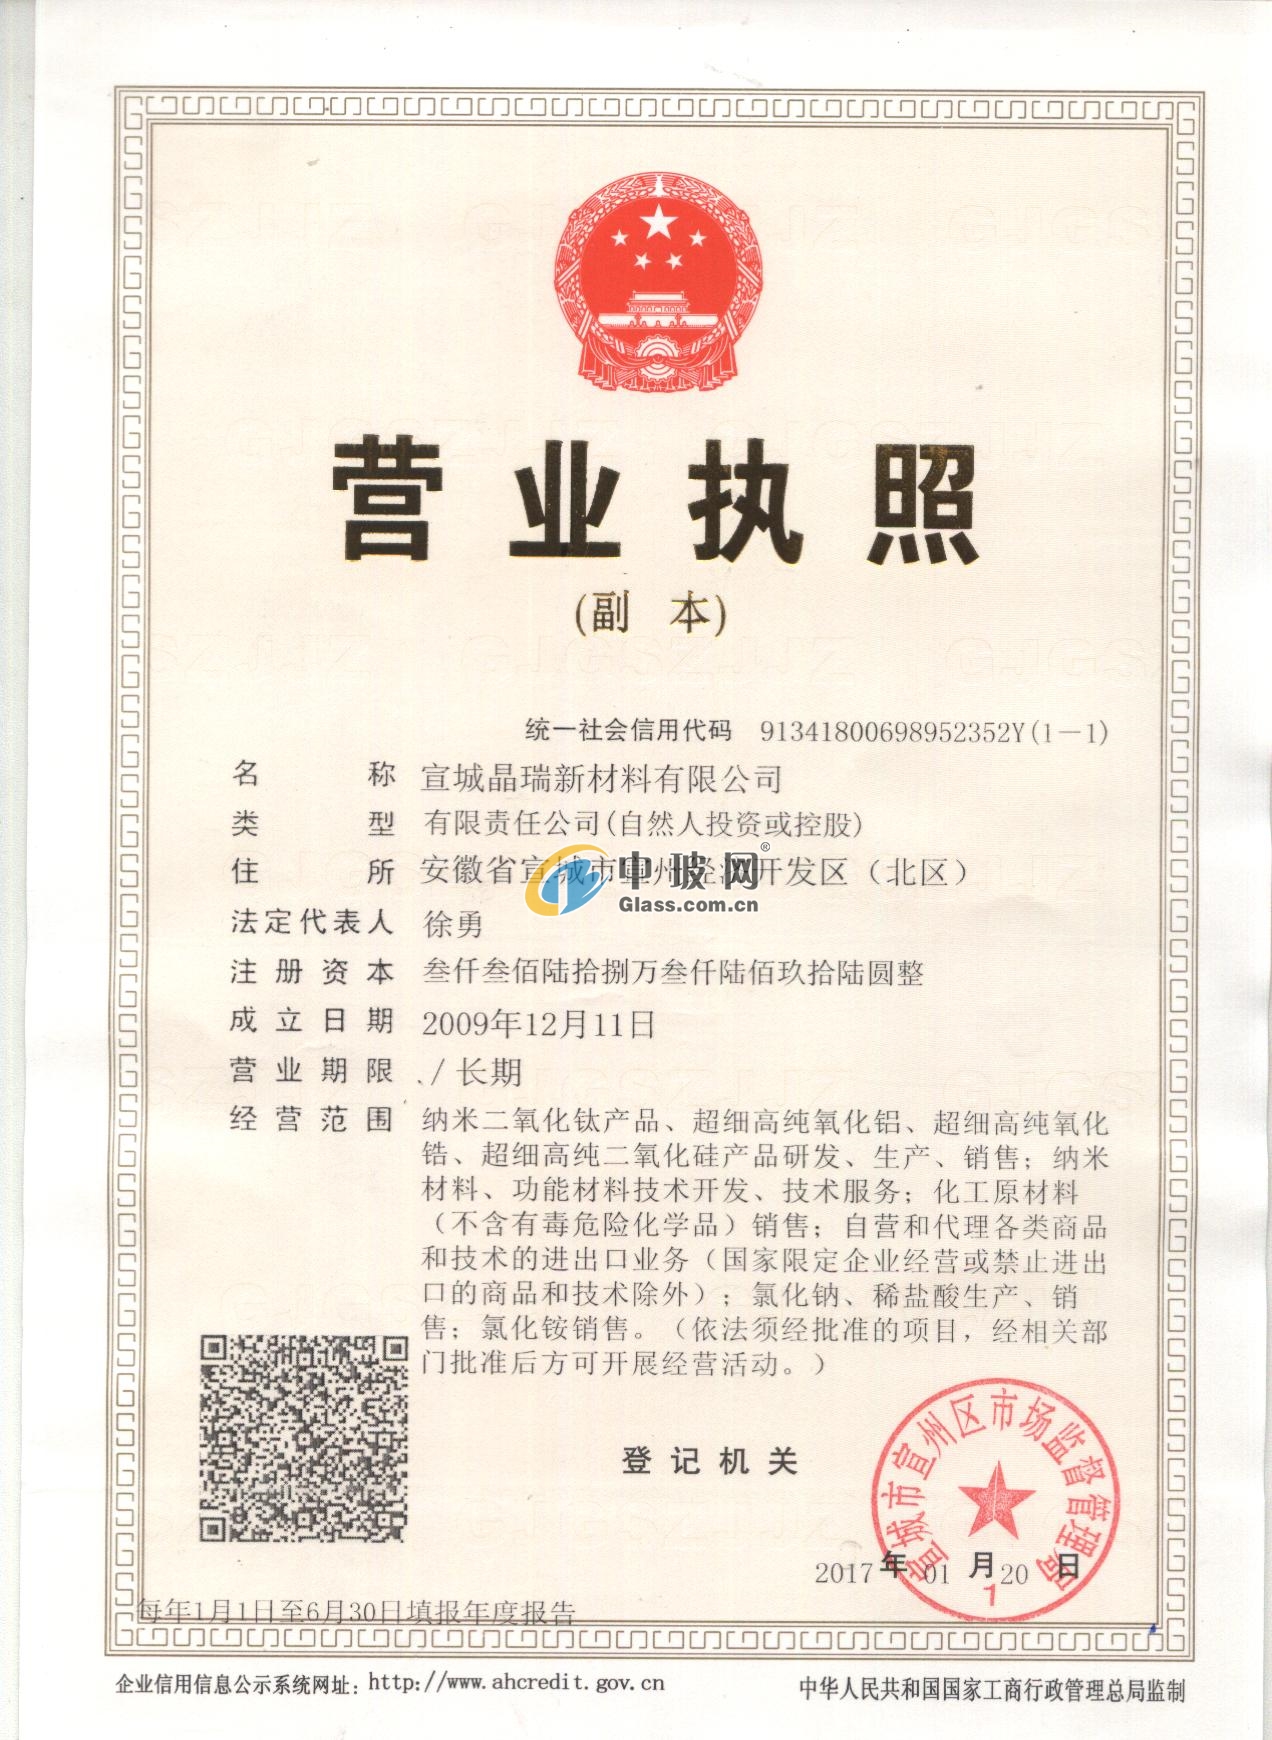 营业执照
(副 本)
统一社会信用代码 91341800698952352Y(1－1)
名 称 宣城晶瑞新材料有限公司
类 型 有限责任公司(自然人投资或控股)
住 所 安徽省宣城市宣州经济开发区（北区）
中玻网®
Glass.com.cn
法定代表人 徐勇
注册资本 叁仟叁佰陆拾捌万叁仟陆佰玖拾陆圆整
成立日期 2009年12月11日
营业期限 ／长期
经营范围 纳米二氧化钛产品、超细高纯氧化铝、超细高纯氧化
锆、超细高纯二氧化硅产品研发、生产、销售；纳米
材料、功能材料技术开发、技术服务；化工原材料
（不含有毒危险化学品）销售；自营和代理各类商品
和技术的进出口业务（国家限定企业经营或禁止进出
口的商品和技术除外）；氯化钠、稀盐酸生产、销
售；氯化铵销售。（依法须经批准的项目，经相关部
门批准后方可开展经营活动。）
登记机关
宣城市宣州区市场监督管理局
1
2017年01月20日
每年1月1日至6月30日填报年度报告
企业信用信息公示系统网址：http://www.ahcredit.gov.cn
中华人民共和国国家工商行政管理总局监制